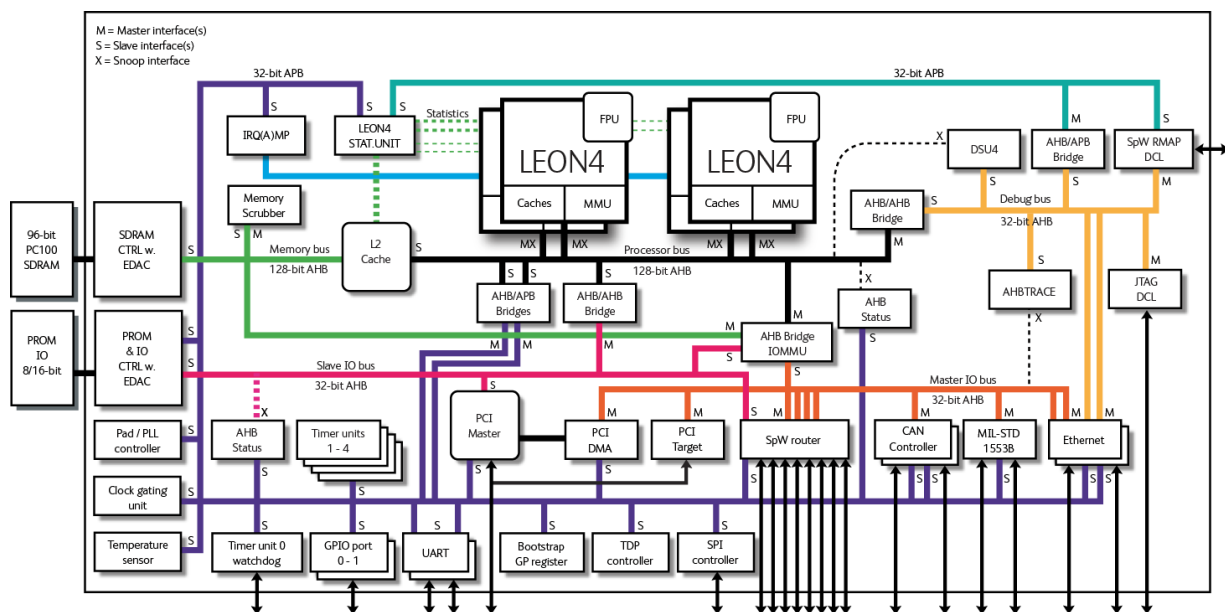 M = Master interface(s)
S = Slave interface(s)
X = Snoop interface
32-bit APB
32-bit APB
S
S
S
Statistics
IRQ(A)MP
LEON4
STAT.UNIT
FPU
LEON4
Caches
MMU
MX
FPU
LEON4
Caches
MMU
MX
X
DSU4
S
M
AHB/APB
Bridge
S
S
SpW RMAP
DCL
M
AHB/AHB
Bridge
S
M
Debug bus
32-bit AHB
96-bit
PC100
SDRAM
SDRAM
CTRL w.
EDAC
S
Memory
Scrubber
S
M
Memory bus
128-bit AHB
L2
Cache
S
Processor bus
128-bit AHB
S
S
AHB/APB
Bridges
M
M
S
AHB/AHB
Bridge
M
M
M
AHB Bridge
IOMMU
S
S
X
AHB
Status
S
S
AHBTRACE
X
M
JTAG
DCL
PROM
IO
8/16-bit
PROM
& IO
CTRL w.
EDAC
S
S
Slave IO bus
32-bit AHB
Master IO bus
32-bit AHB
Pad / PLL
controller
S
X
AHB
Status
S
Timer units
1 - 4
S
S
PCI
Master
S
M
PCI
DMA
S
M
PCI
Target
S
M
SpW router
S
M
CAN
Controller
S
S
M
MIL-STD
1553B
S
M
M
M
Ethernet
S
S
Clock gating
unit
S
Temperature
sensor
S
S
Timer unit 0
watchdog
S
GPIO port
0 - 1
S
S
UART
S
Bootstrap
GP register
S
TDP
controller
S
SPI
controller